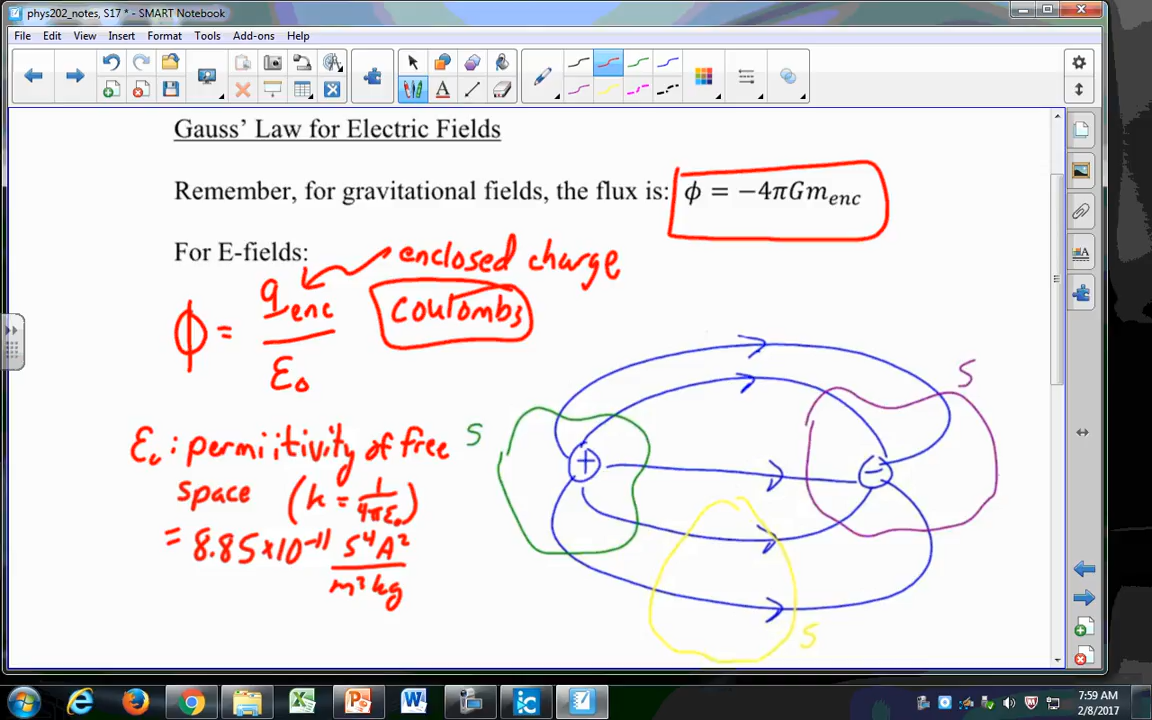 phys202_notes, S17 * - SMART Notebook
File Edit View Insert Format Tools Add-ons Help
Gauss' Law for Electric Fields
Remember, for gravitational fields, the flux is: ϕ = −4πGm_enc
For E-fields:
enclosed charge
ϕ = q_enc / ε₀
Coulombs
S
S
ε₀ : permiitivity of free
space (k = 1/4πε₀)
= 8.85×10⁻¹¹ S⁴A²/m³kg
S
7:59 AM
2/8/2017